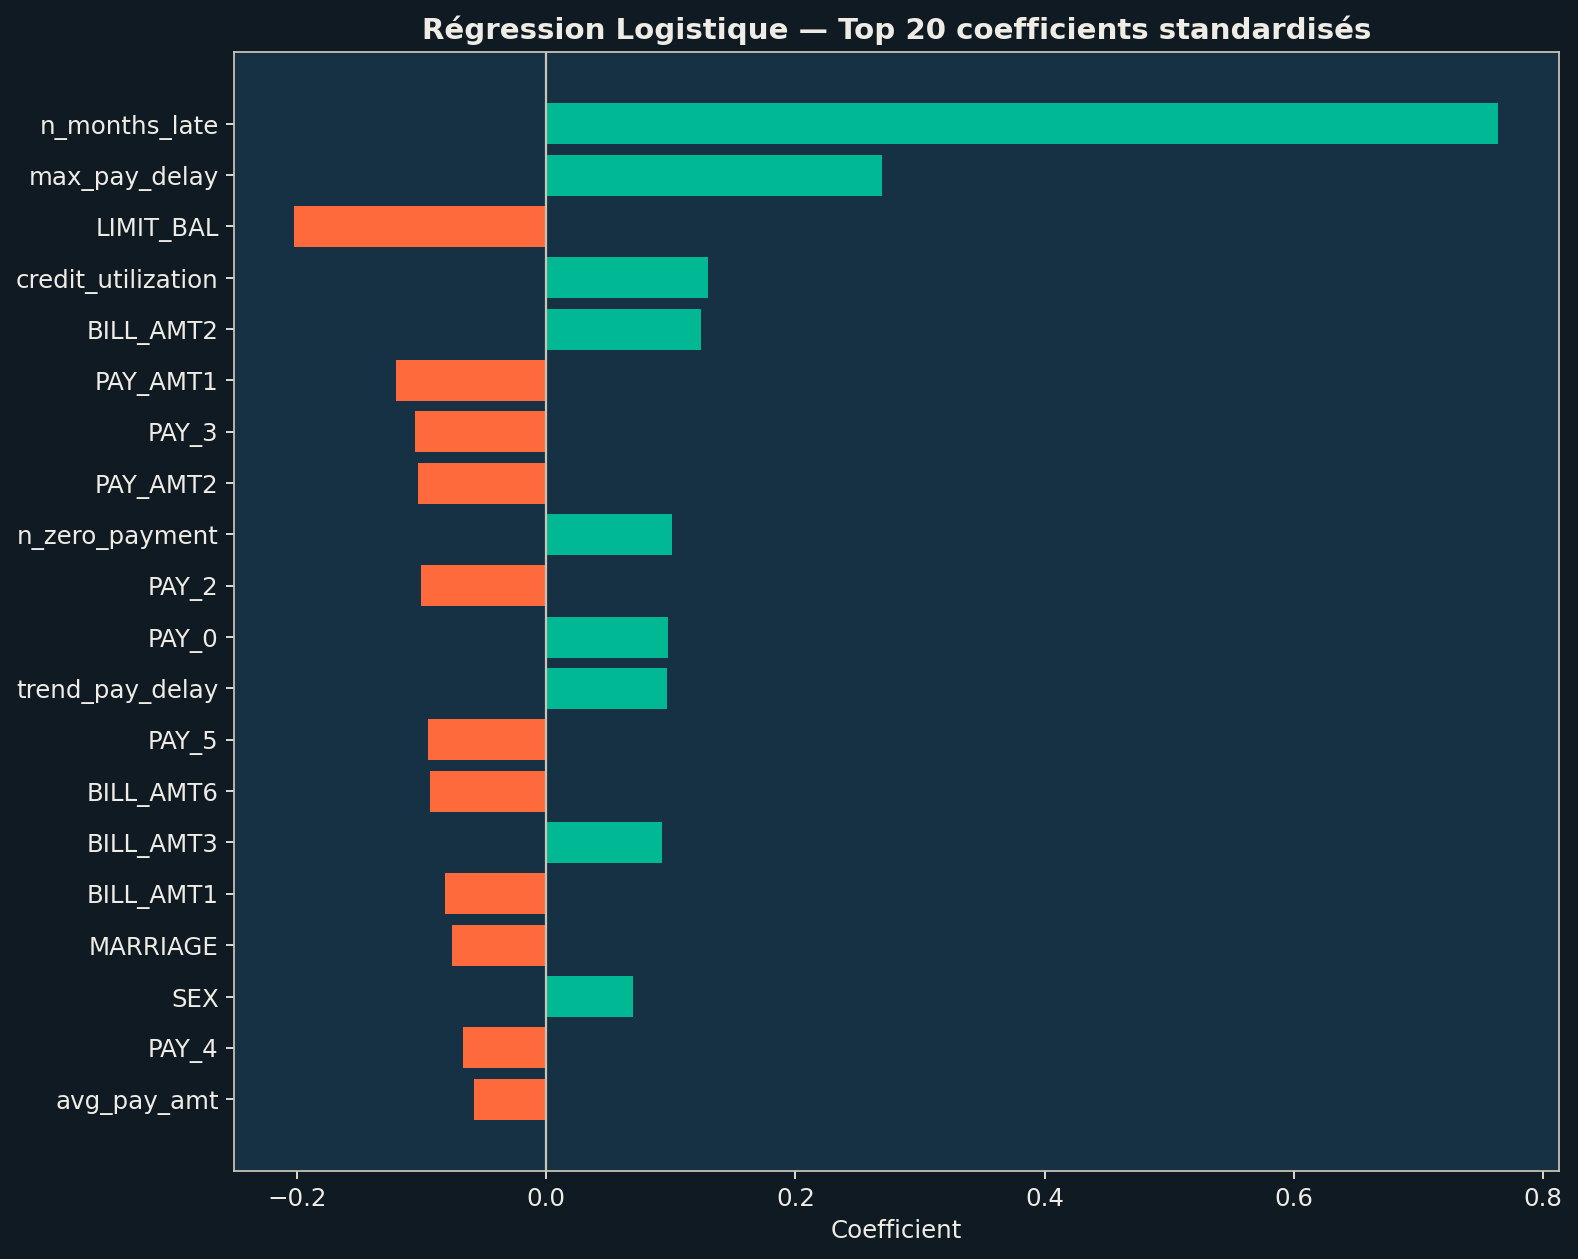 Régression Logistique — Top 20 coefficients standardisés
n_months_late
max_pay_delay
LIMIT_BAL
credit_utilization
BILL_AMT2
PAY_AMT1
PAY_3
PAY_AMT2
n_zero_payment
PAY_2
PAY_0
trend_pay_delay
PAY_5
BILL_AMT6
BILL_AMT3
BILL_AMT1
MARRIAGE
SEX
PAY_4
avg_pay_amt
−0.2 0.0 0.2 0.4 0.6 0.8
Coefficient